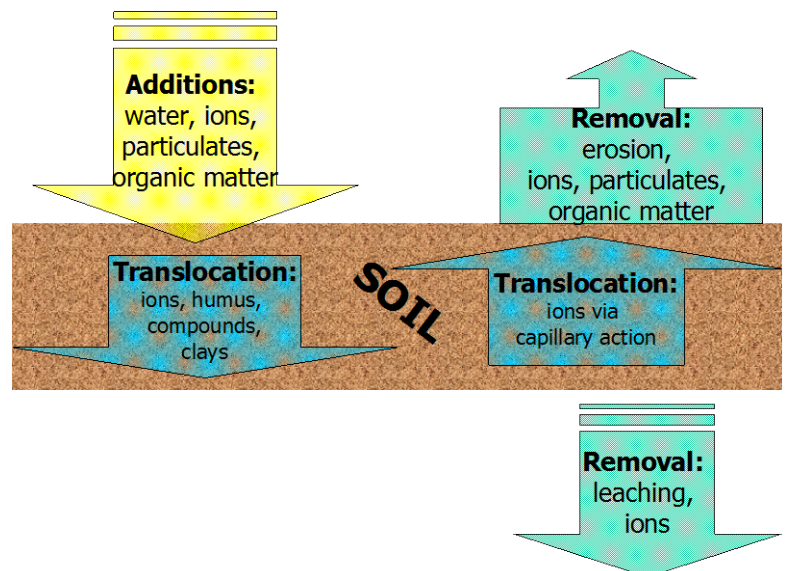 Additions:
water, ions,
particulates,
organic matter
Removal:
erosion,
ions, particulates,
organic matter
Translocation:
ions, humus,
compounds,
clays
SOIL
Translocation:
ions via
capillary action
Removal:
leaching,
ions